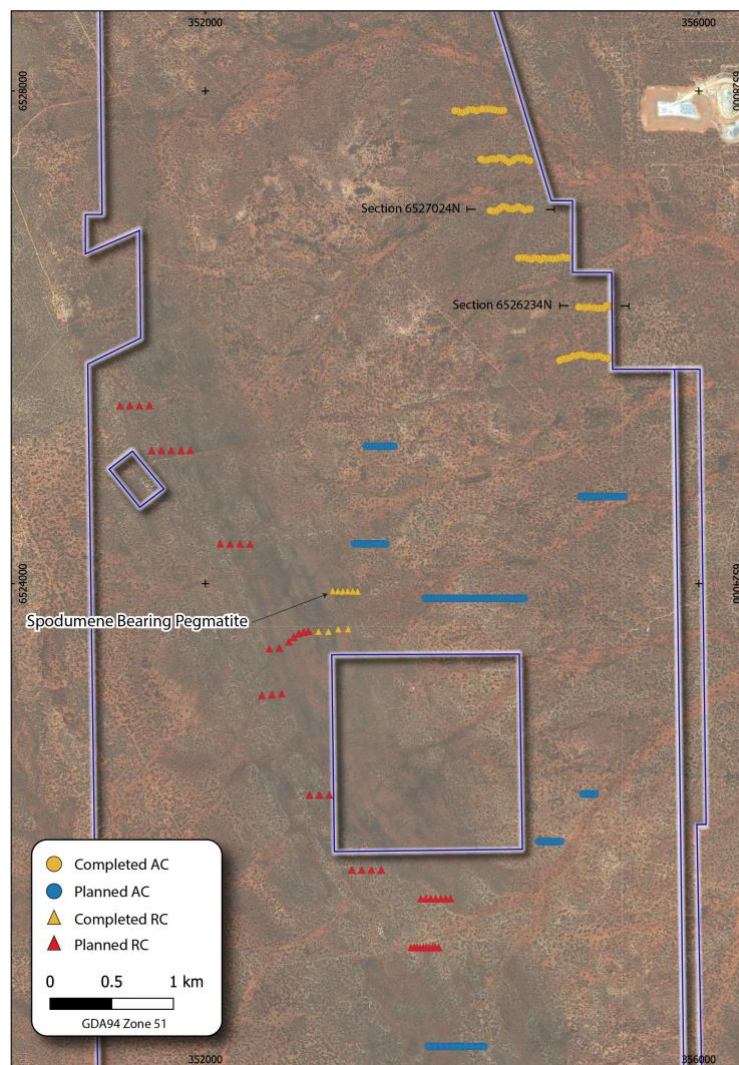 352000
356000
6528000
6528000
Section 6527024N
Section 6526234N
6524000
6524000
Spodumene Bearing Pegmatite
Completed AC
Planned AC
Completed RC
Planned RC
0 0.5 1 km
GDA94 Zone 51
352000
356000